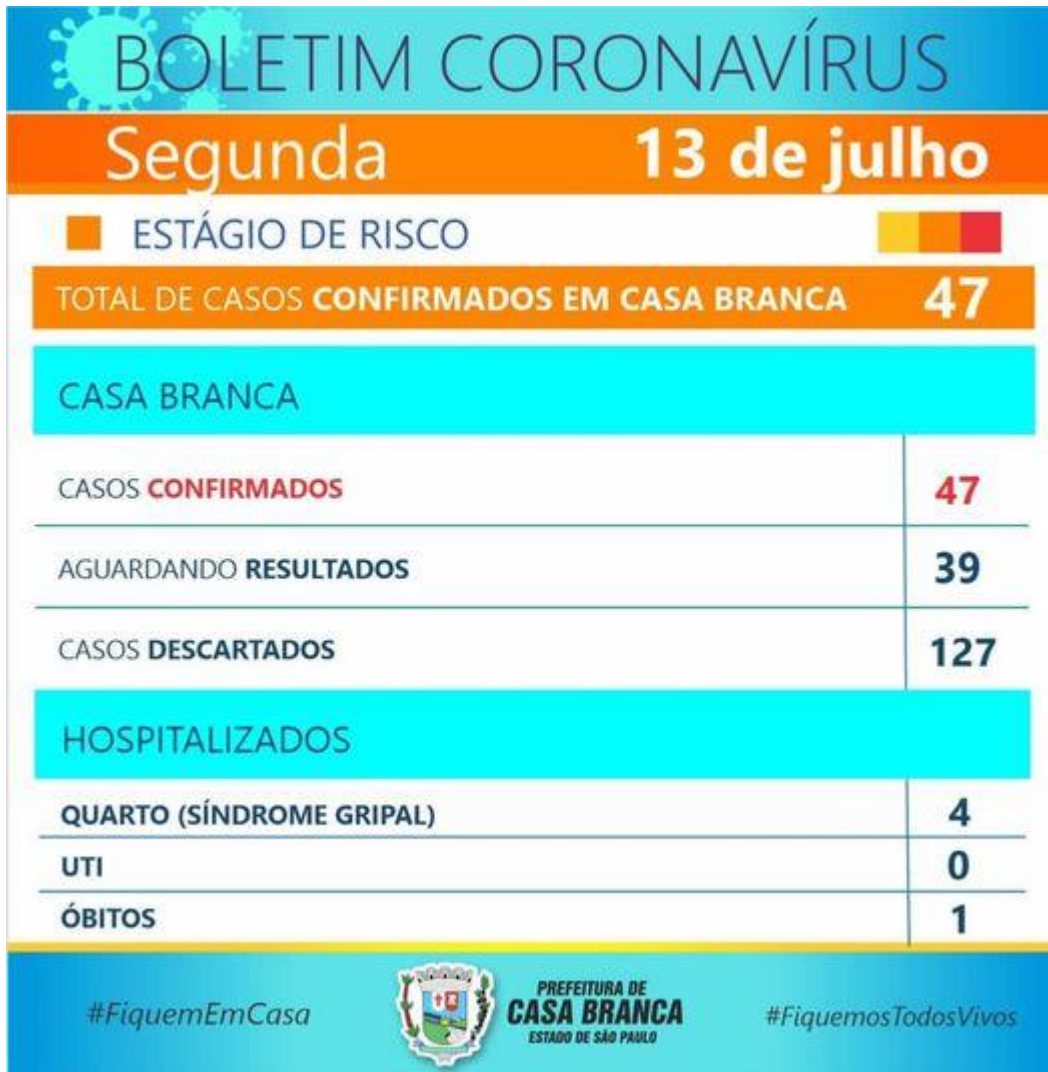 BOLETIM CORONAVÍRUS
Segunda 13 de julho
ESTÁGIO DE RISCO
TOTAL DE CASOS CONFIRMADOS EM CASA BRANCA 47
CASA BRANCA
CASOS CONFIRMADOS 47
AGUARDANDO RESULTADOS 39
CASOS DESCARTADOS 127
HOSPITALIZADOS
QUARTO (SÍNDROME GRIPAL) 4
UTI 0
ÓBITOS 1
#FiquemEmCasa
PREFEITURA DE
CASA BRANCA
ESTADO DE SÃO PAULO
#FiquemosTodosVivos